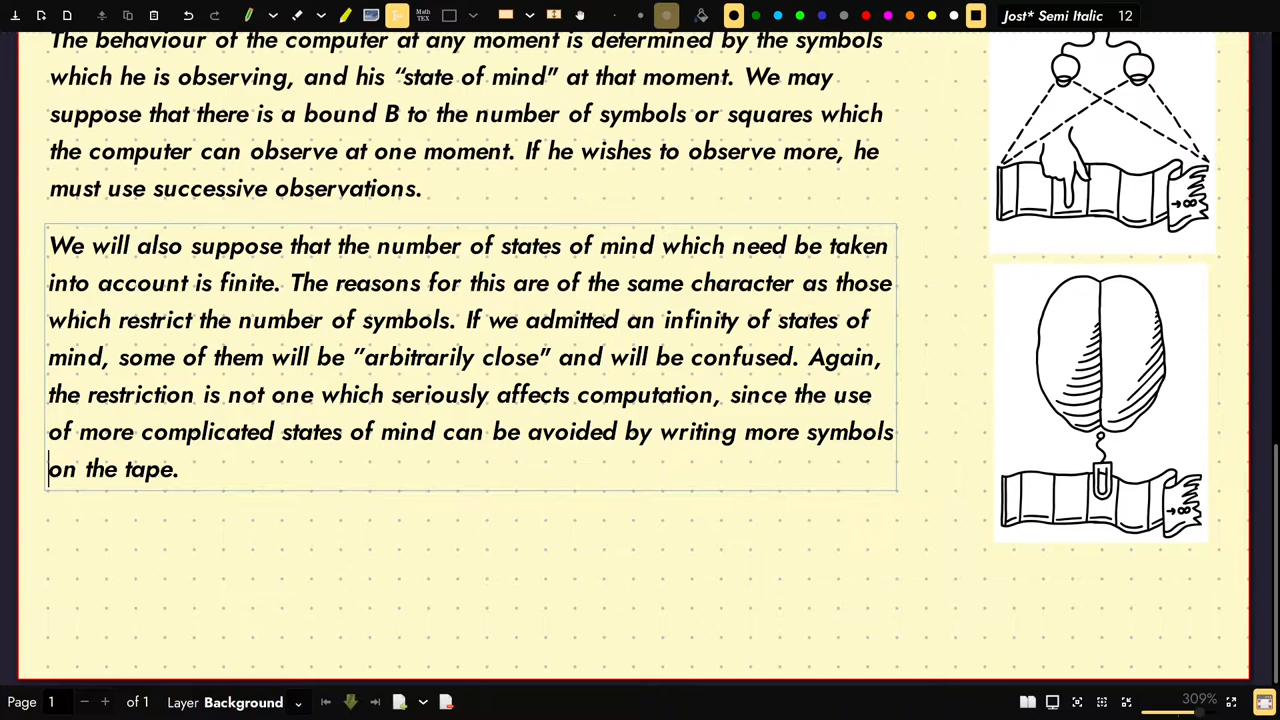 Math
TEX
Jost* Semi Italic 12
The behaviour of the computer at any moment is determined by the symbols
which he is observing, and his “state of mind” at that moment. We may
suppose that there is a bound B to the number of symbols or squares which
the computer can observe at one moment. If he wishes to observe more, he
must use successive observations.
We will also suppose that the number of states of mind which need be taken
into account is finite. The reasons for this are of the same character as those
which restrict the number of symbols. If we admitted an infinity of states of
mind, some of them will be ”arbitrarily close” and will be confused. Again,
the restriction is not one which seriously affects computation, since the use
of more complicated states of mind can be avoided by writing more symbols
on the tape.
→∞
→∞
Page 1 of 1 Layer Background 309%